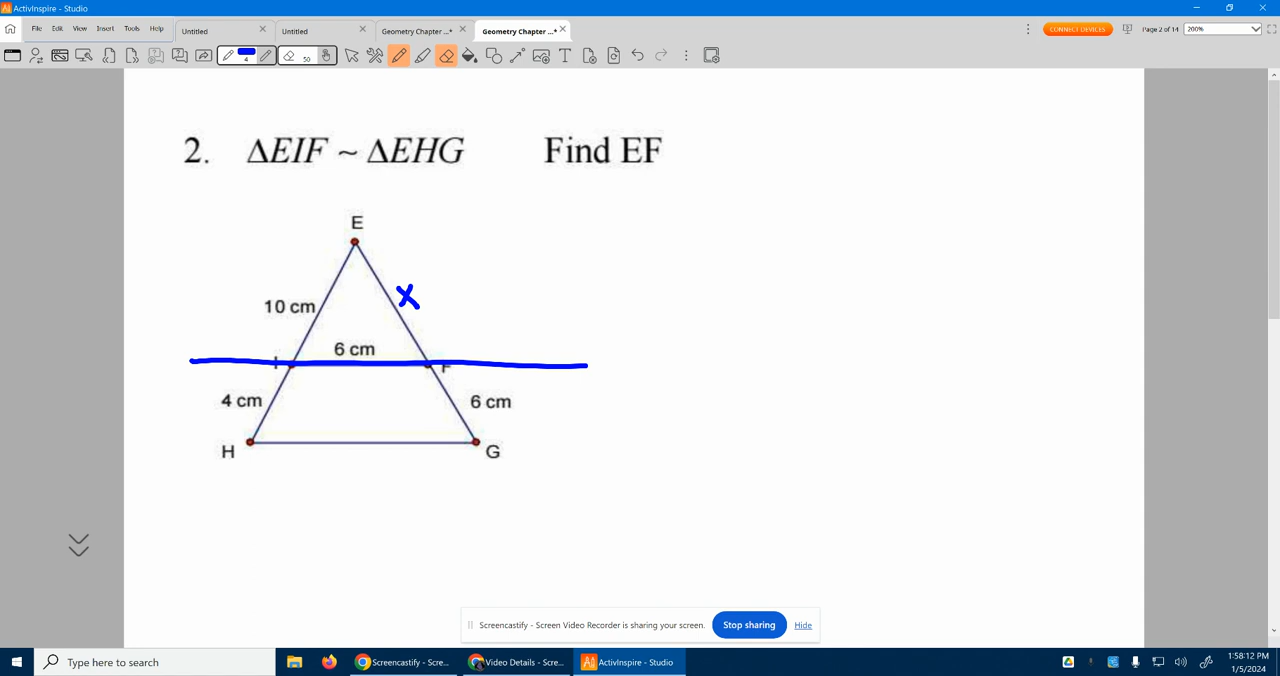 ActivInspire - Studio
File Edit View Insert Tools Help
Untitled
Untitled
Geometry Chapter ...*
Geometry Chapter ...*
CONNECT DEVICES
Page 2 of 14
200%
4
50
2. ΔEIF ~ ΔEHG Find EF
E
10 cm
x
6 cm
I
F
4 cm
6 cm
H
G
Screencastify - Screen Video Recorder is sharing your screen.
Stop sharing
Hide
Type here to search
Screencastify - Scre...
Video Details - Scre...
ActivInspire - Studio
1:58:12 PM
1/5/2024